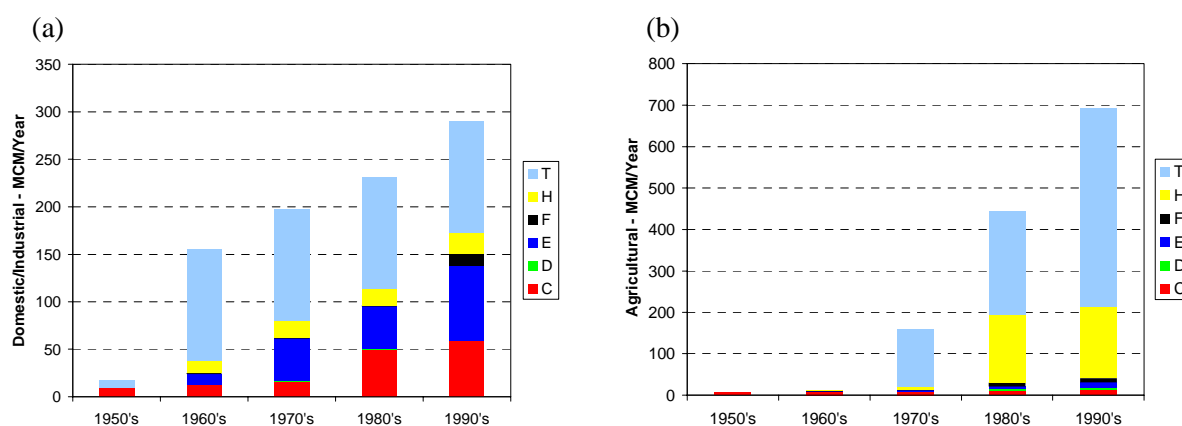 (a)
Domestic/Industrial - MCM/Year
350
300
250
200
150
100
50
0
1950's 1960's 1970's 1980's 1990's
T
H
F
E
D
C
(b)
Agricultural - MCM/Year
800
700
600
500
400
300
200
100
0
1950's 1960's 1970's 1980's 1990's
T
H
F
E
D
C